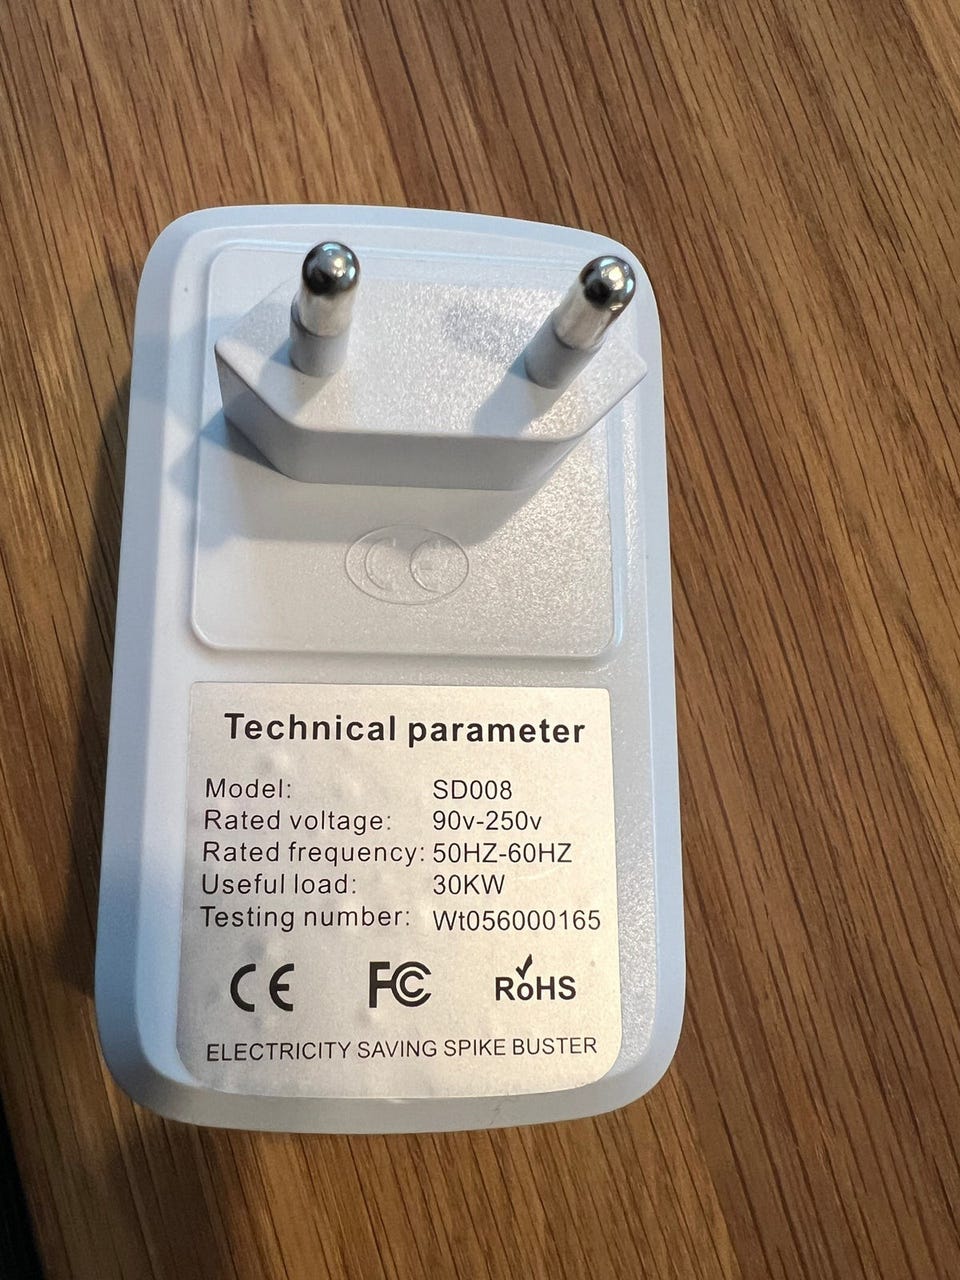 CE
Technical parameter
Model: SD008
Rated voltage: 90v-250v
Rated frequency: 50HZ-60HZ
Useful load: 30KW
Testing number: Wt056000165
CE FC RoHS
ELECTRICITY SAVING SPIKE BUSTER